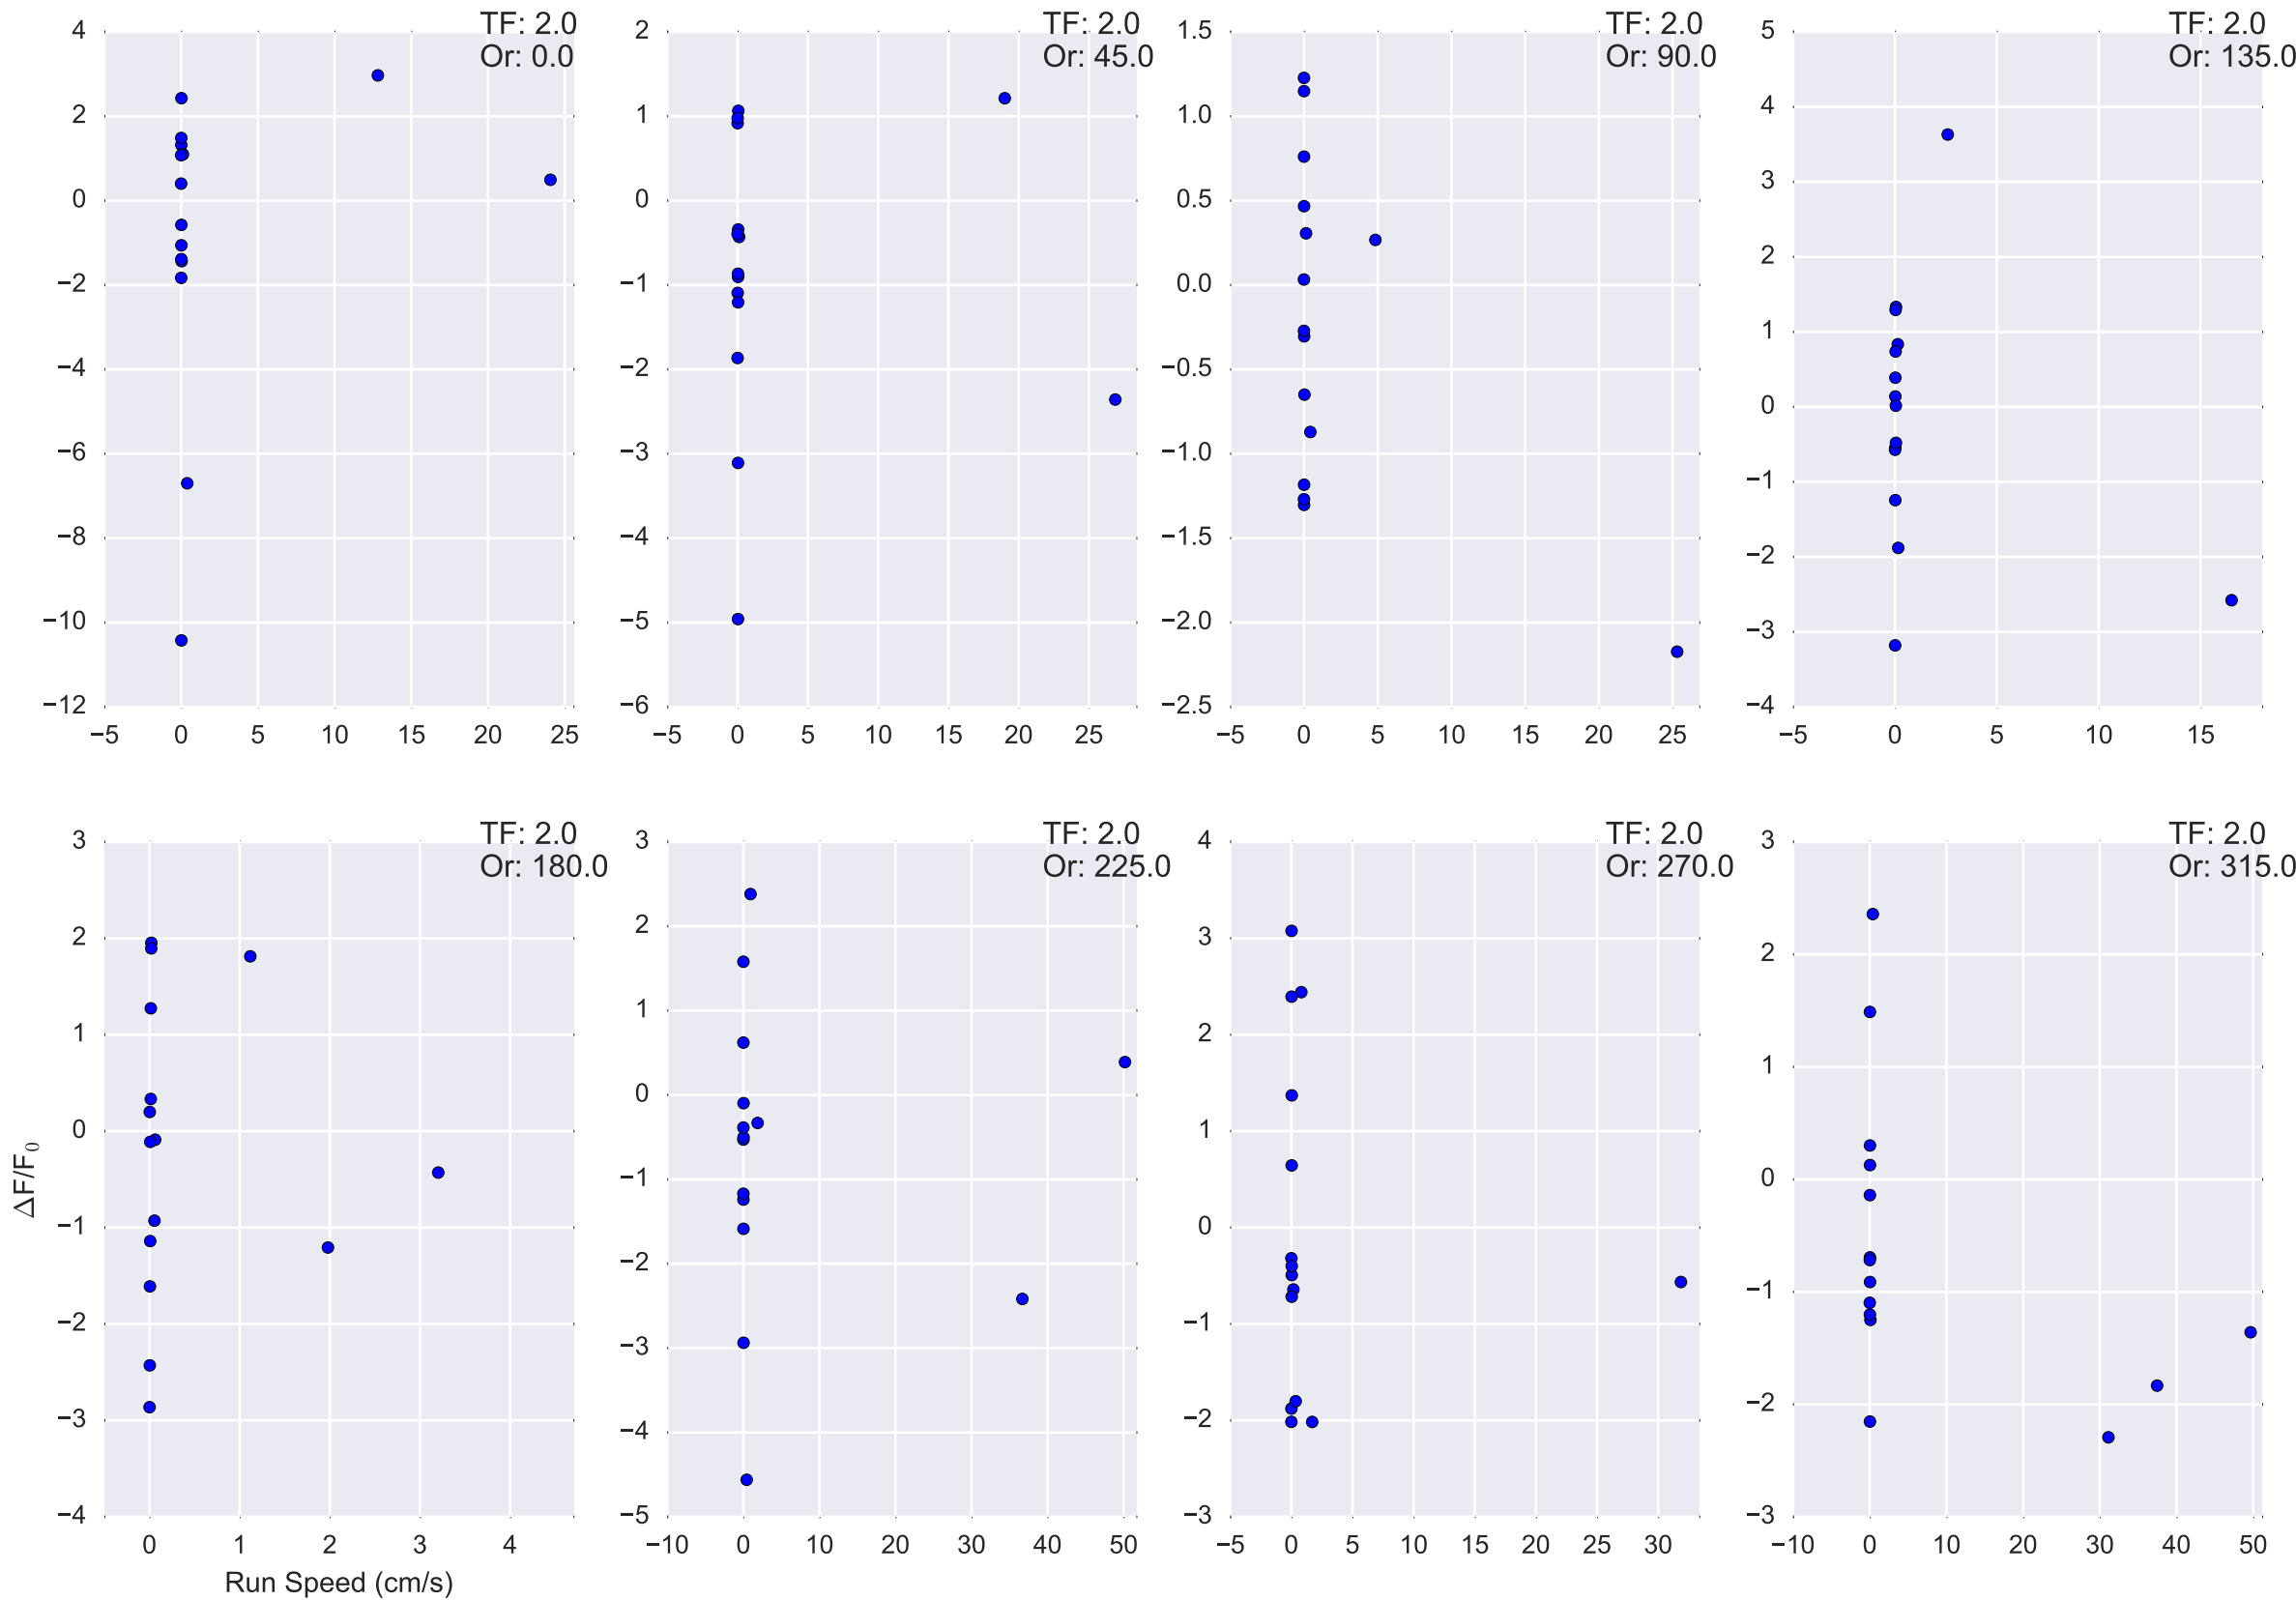 TF: 2.0
Or: 0.0
4
2
0
−2
−4
−6
−8
−10
−12
−5 0 5 10 15 20 25
TF: 2.0
Or: 45.0
2
1
0
−1
−2
−3
−4
−5
−6
−5 0 5 10 15 20 25
TF: 2.0
Or: 90.0
1.5
1.0
0.5
0.0
−0.5
−1.0
−1.5
−2.0
−2.5
−5 0 5 10 15 20 25
TF: 2.0
Or: 135.0
5
4
3
2
1
0
−1
−2
−3
−4
−5 0 5 10 15
TF: 2.0
Or: 180.0
3
2
1
0
−1
−2
−3
−4
ΔF/F₀
0 1 2 3 4
Run Speed (cm/s)
TF: 2.0
Or: 225.0
3
2
1
0
−1
−2
−3
−4
−5
−10 0 10 20 30 40 50
TF: 2.0
Or: 270.0
4
3
2
1
0
−1
−2
−3
−5 0 5 10 15 20 25 30
TF: 2.0
Or: 315.0
3
2
1
0
−1
−2
−3
−10 0 10 20 30 40 50